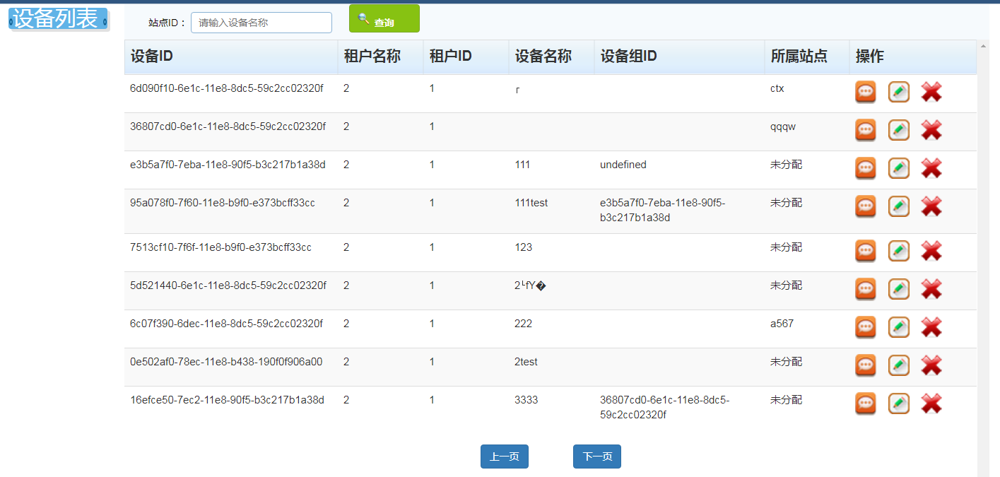 设备列表
站点ID： 请输入设备名称 查询
设备ID 租户名称 租户ID 设备名称 设备组ID 所属站点 操作
6d090f10-6e1c-11e8-8dc5-59c2cc02320f 2 1 ┌ ctx
36807cd0-6e1c-11e8-8dc5-59c2cc02320f 2 1 qqqw
e3b5a7f0-7eba-11e8-90f5-b3c217b1a38d 2 1 111 undefined 未分配
95a078f0-7f60-11e8-b9f0-e373bcff33cc 2 1 111test e3b5a7f0-7eba-11e8-90f5- 未分配
b3c217b1a38d
7513cf10-7f6f-11e8-b9f0-e373bcff33cc 2 1 123 未分配
5d521440-6e1c-11e8-8dc5-59c2cc02320f 2 1 2└fY� 未分配
6c07f390-6dec-11e8-8dc5-59c2cc02320f 2 1 222 a567
0e502af0-78ec-11e8-b438-190f0f906a00 2 1 2test 未分配
16efce50-7ec2-11e8-90f5-b3c217b1a38d 2 1 3333 36807cd0-6e1c-11e8-8dc5- 未分配
59c2cc02320f
上一页 下一页